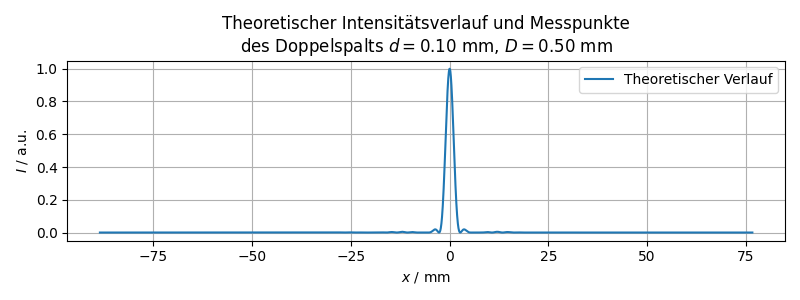 Theoretischer Intensitätsverlauf und Messpunkte
des Doppelspalts d = 0.10 mm, D = 0.50 mm
1.0
0.8
0.6
0.4
0.2
0.0
I / a.u.
Theoretischer Verlauf
−75 −50 −25 0 25 50 75
x / mm